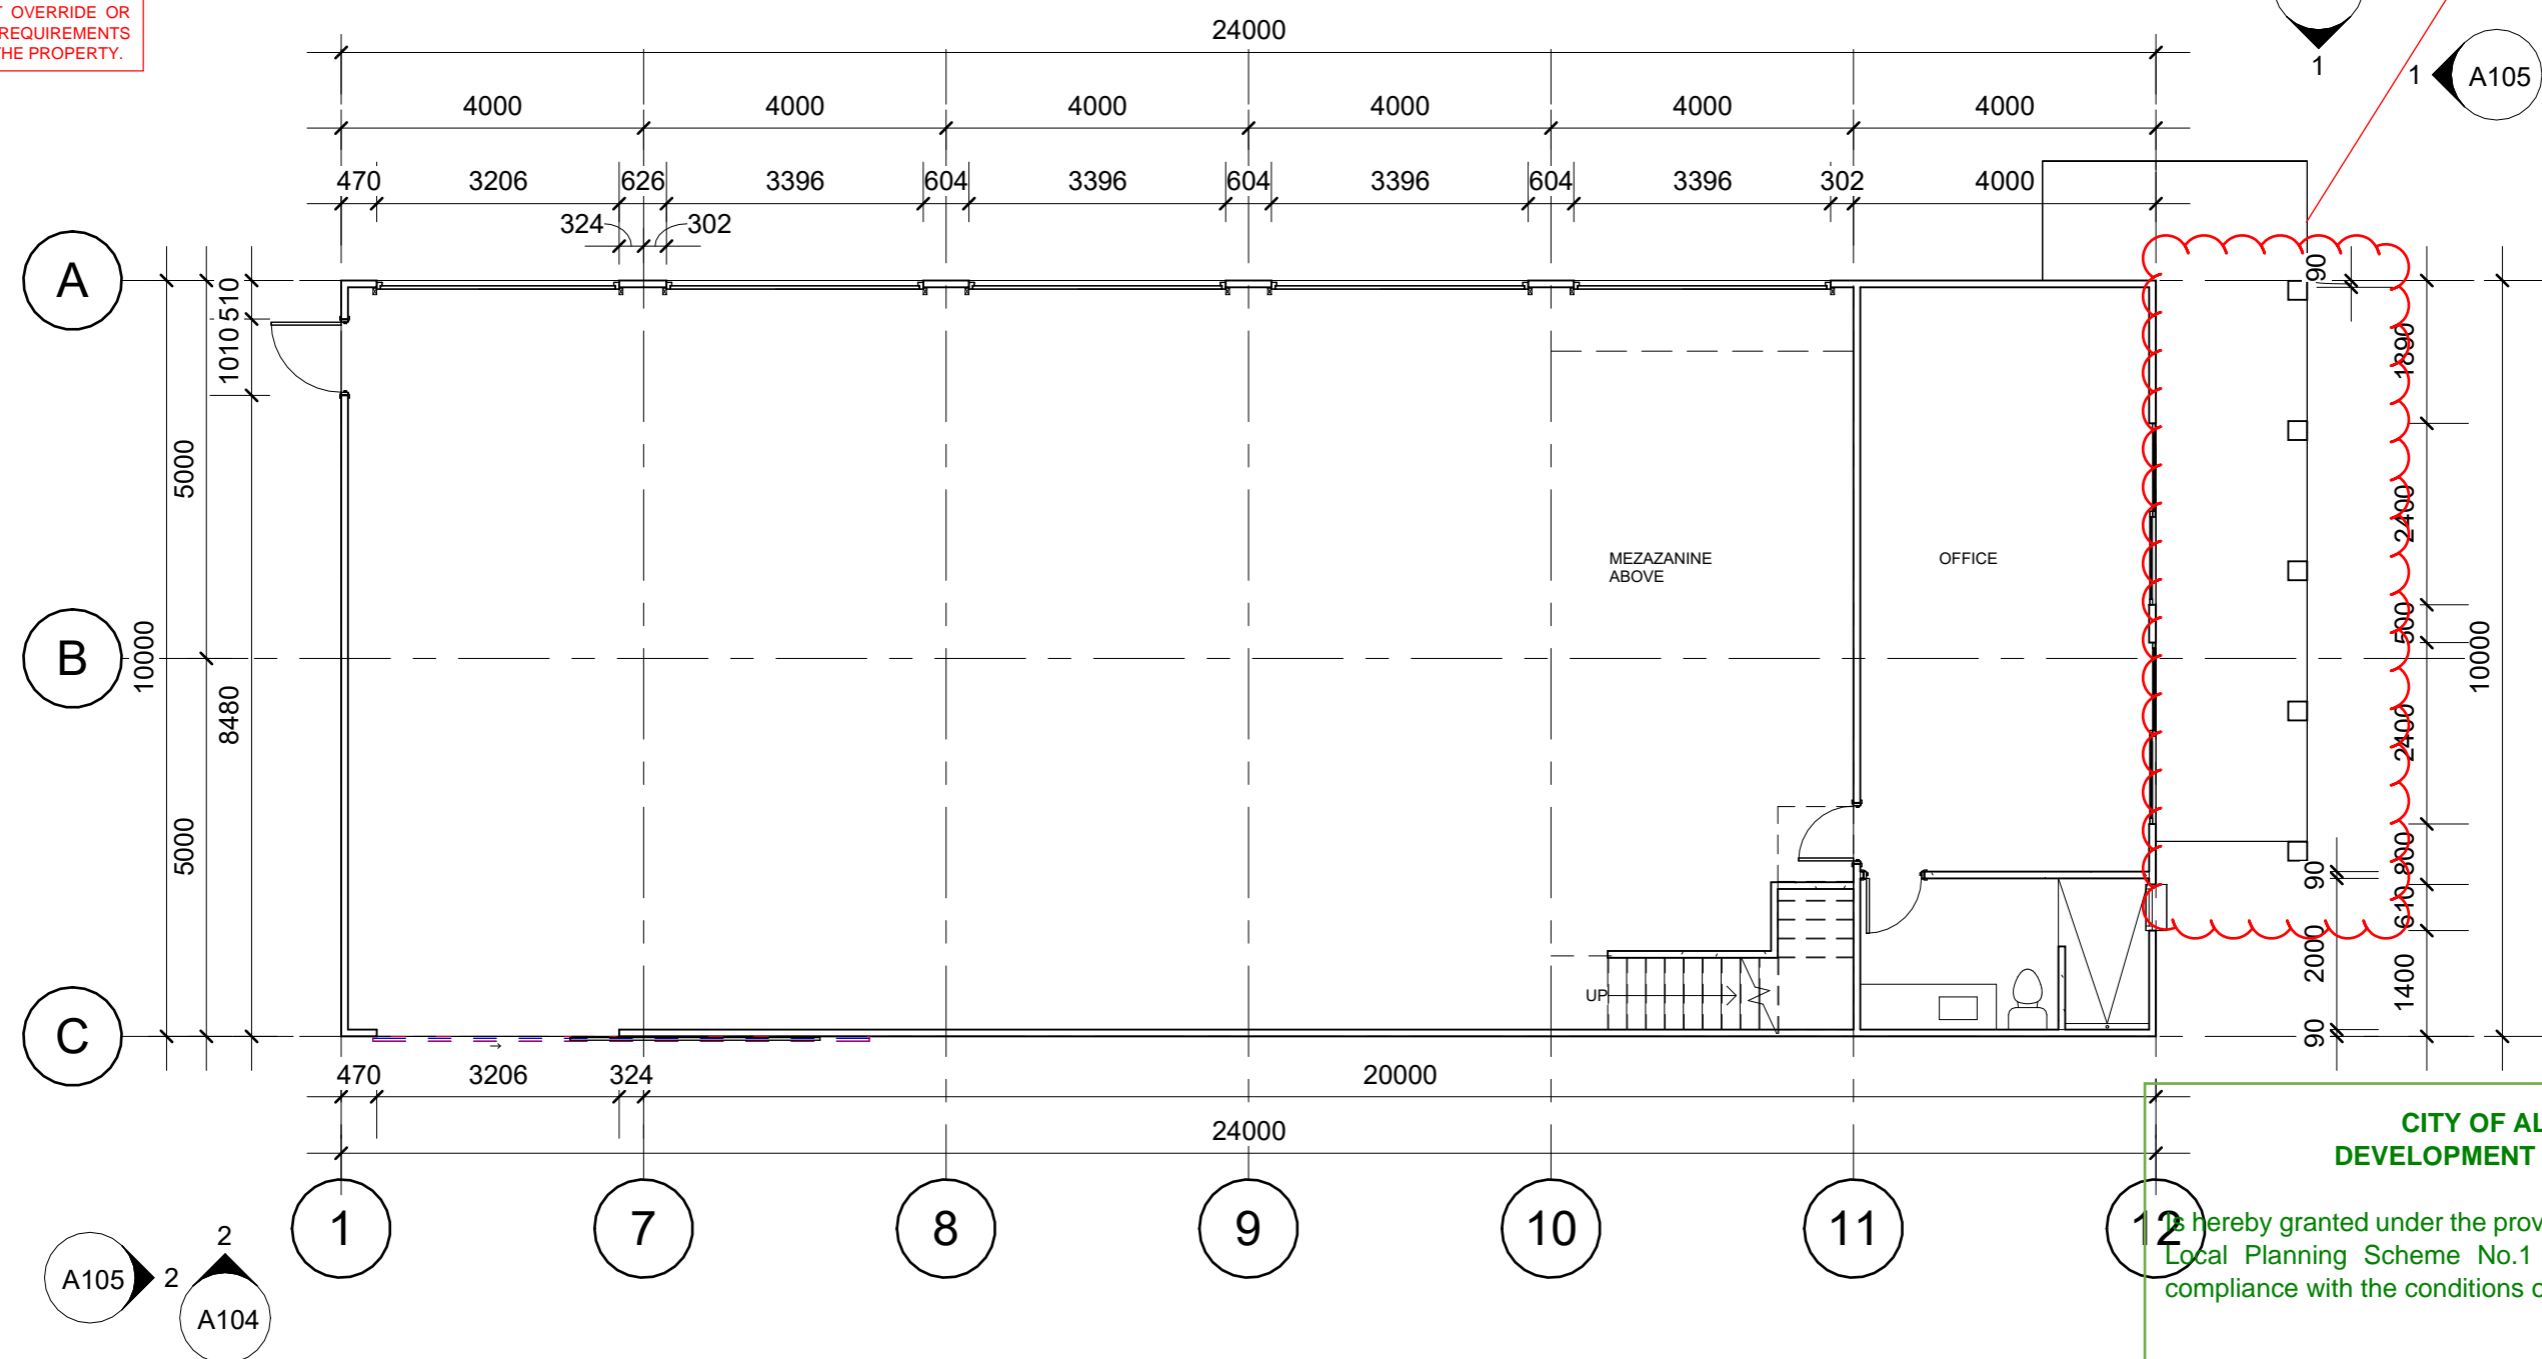 OVERRIDE OR
REQUIREMENTS
THE PROPERTY.
24000
1
1
A105
4000 4000 4000 4000 4000 4000
470 3206 626 3396 604 3396 604 3396 604 3396 302 4000
324 302
A
B
C
510
1010
5000
10000
8480
5000
MEZAZANINE
ABOVE
OFFICE
UP
90
1890
2400
500
10000
2400
800
90
610
2000
1400
90
470 3206 324 20000
24000
1 7 8 9 10 11 12
2
A105
2
A104
CITY OF
DEVELOPMENT
is hereby granted under the
Local Planning Scheme No.1
compliance with the conditions